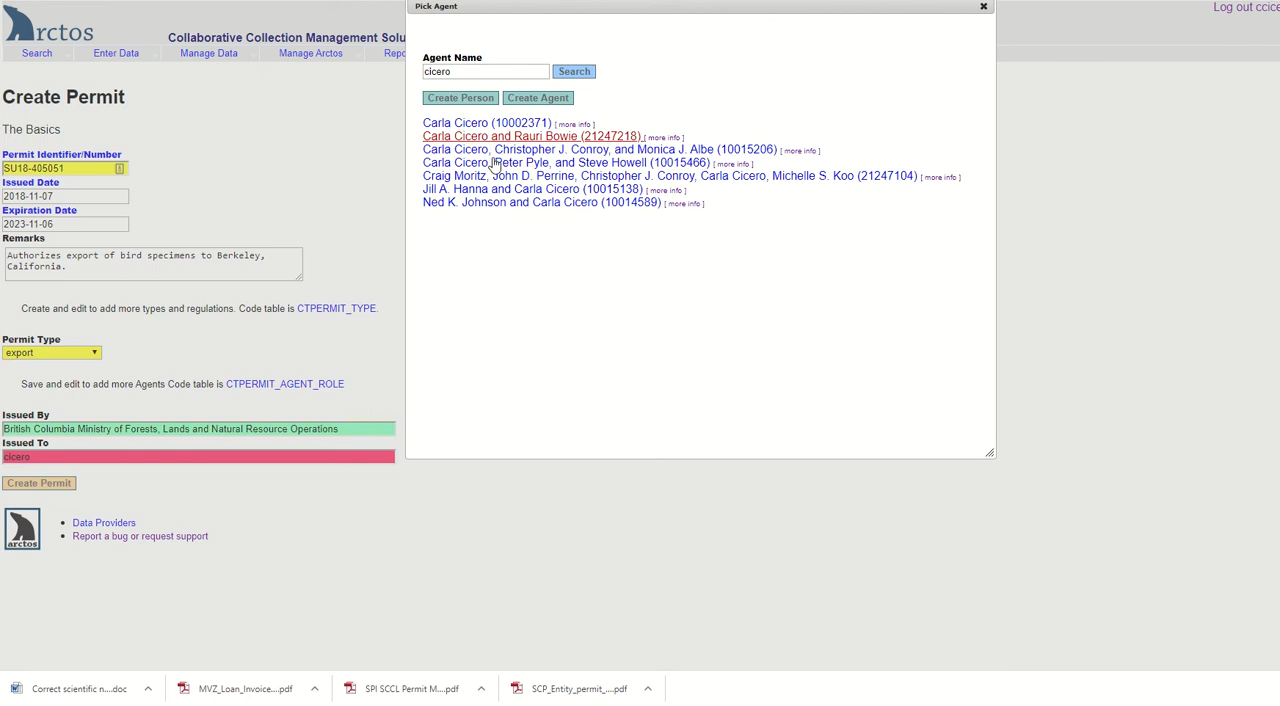 Pick Agent
Log out ccice
arctos
Collaborative Collection Management Solu
Search
Enter Data
Manage Data
Manage Arctos
Repo
Create Permit
The Basics
Permit Identifier/Number
SU18-405051
Issued Date
2018-11-07
Expiration Date
2023-11-06
Remarks
Authorizes export of bird specimens to Berkeley,
California.
Create and edit to add more types and regulations. Code table is CTPERMIT_TYPE.
Permit Type
export
Save and edit to add more Agents Code table is CTPERMIT_AGENT_ROLE
Issued By
British Columbia Ministry of Forests, Lands and Natural Resource Operations
Issued To
cicero
Create Permit
arctos
Data Providers
Report a bug or request support
Agent Name
cicero
Search
Create Person
Create Agent
Carla Cicero (10002371) [ more info ]
Carla Cicero and Rauri Bowie (21247218) [ more info ]
Carla Cicero, Christopher J. Conroy, and Monica J. Albe (10015206) [ more info ]
Carla Cicero, Peter Pyle, and Steve Howell (10015466) [ more info ]
Craig Moritz, John D. Perrine, Christopher J. Conroy, Carla Cicero, Michelle S. Koo (21247104) [ more info ]
Jill A. Hanna and Carla Cicero (10015138) [ more info ]
Ned K. Johnson and Carla Cicero (10014589) [ more info ]
Correct scientific n....doc
MVZ_Loan_Invoice....pdf
SPI SCCL Permit M....pdf
SCP_Entity_permit_....pdf